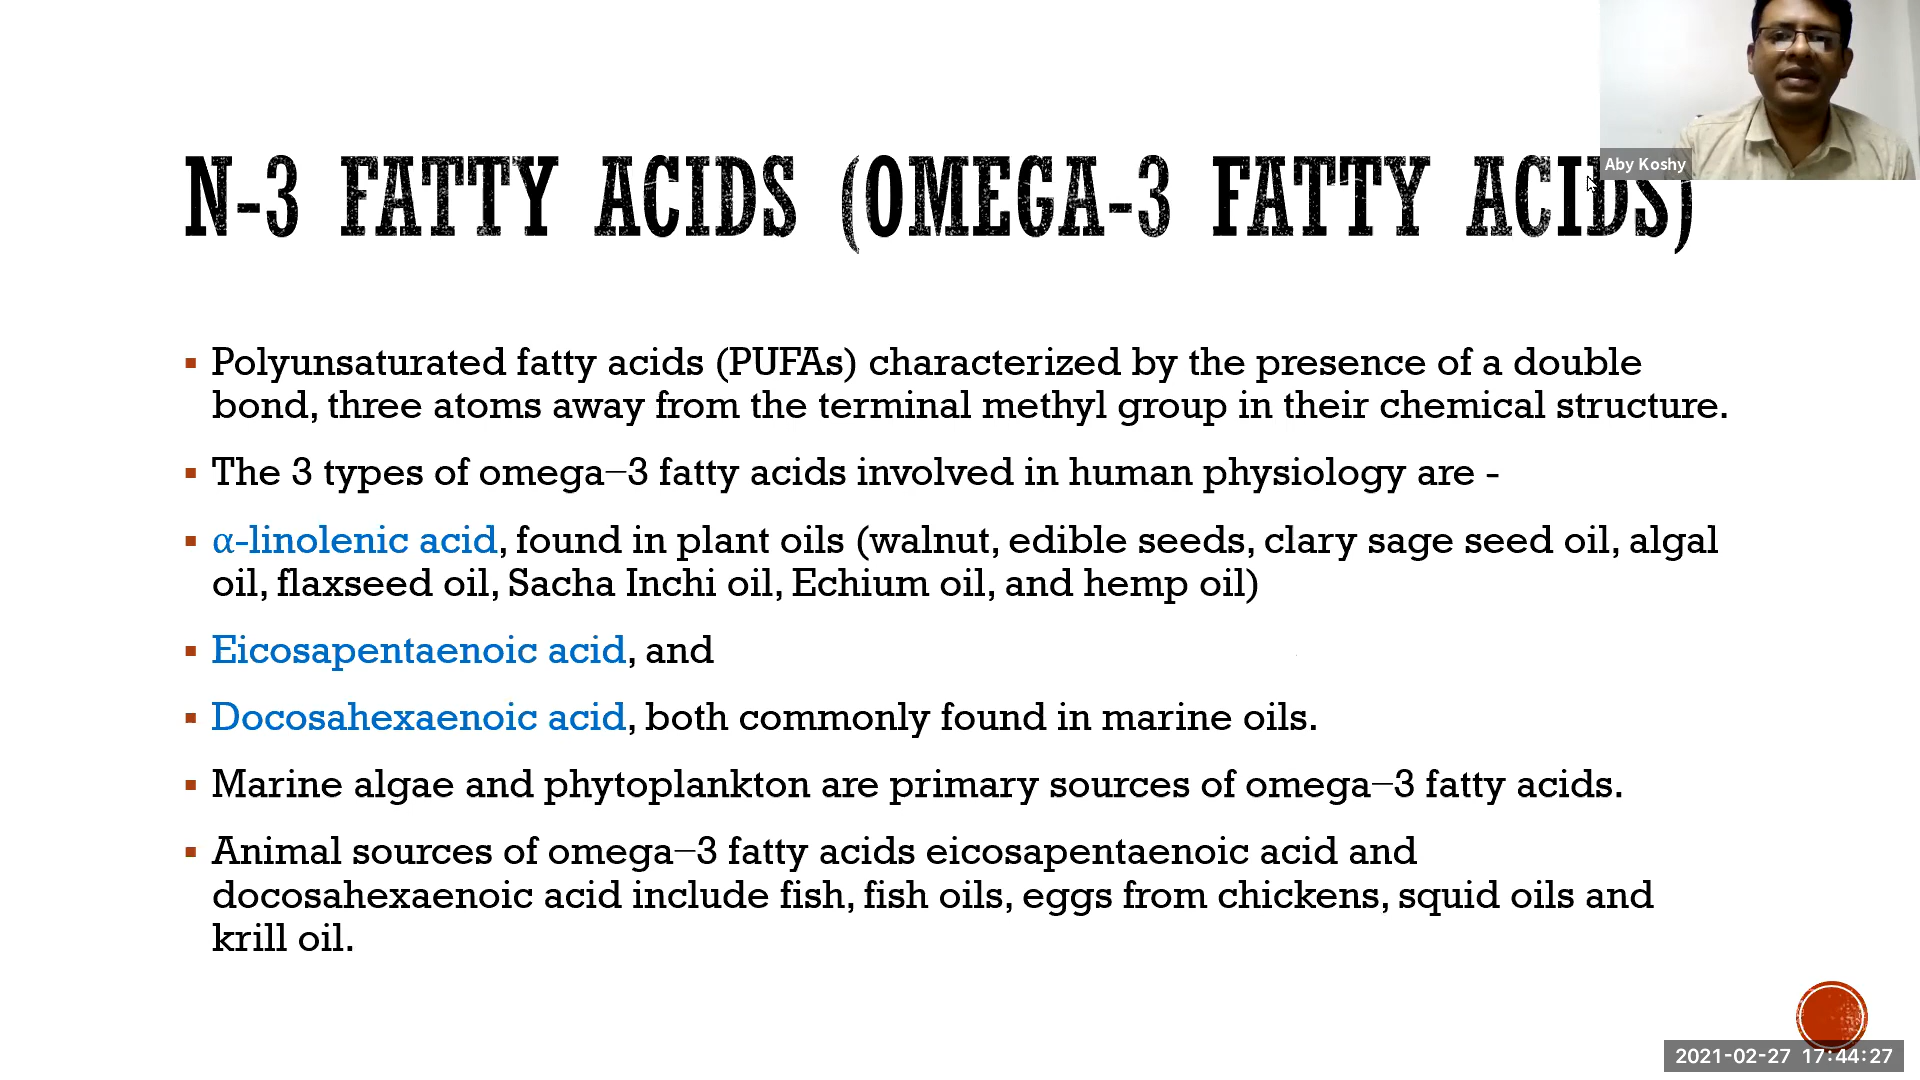 Aby Koshy
N-3 FATTY ACIDS (OMEGA-3 FATTY ACIDS)
▪ Polyunsaturated fatty acids (PUFAs) characterized by the presence of a double
bond, three atoms away from the terminal methyl group in their chemical structure.
▪ The 3 types of omega−3 fatty acids involved in human physiology are -
▪ α-linolenic acid, found in plant oils (walnut, edible seeds, clary sage seed oil, algal
oil, flaxseed oil, Sacha Inchi oil, Echium oil, and hemp oil)
▪ Eicosapentaenoic acid, and
▪ Docosahexaenoic acid, both commonly found in marine oils.
▪ Marine algae and phytoplankton are primary sources of omega−3 fatty acids.
▪ Animal sources of omega−3 fatty acids eicosapentaenoic acid and
docosahexaenoic acid include fish, fish oils, eggs from chickens, squid oils and
krill oil.
2021-02-27 17:44:27